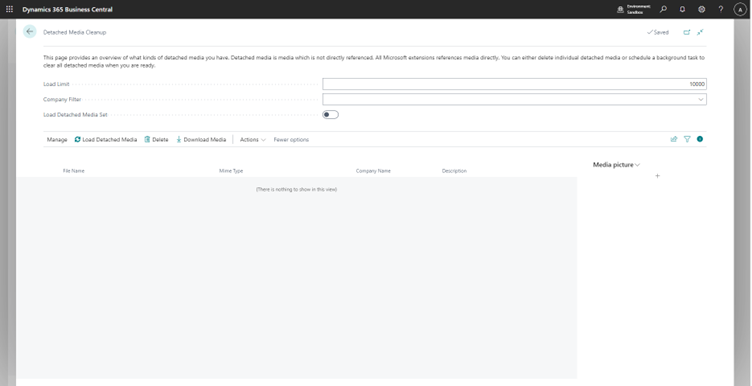 Dynamics 365 Business Central
Environment:
Sandbox
?
A
Detached Media Cleanup
Saved
This page provides an overview of what kinds of detached media you have. Detached media is media which is not directly referenced. All Microsoft extensions references media directly. You can either delete individual detached media or schedule a background task to
clear all detached media when you are ready.
Load Limit
10000
Company Filter
Load Detached Media Set
Manage Load Detached Media Delete Download Media Actions Fewer options
File Name Mime Type Company Name Description
(There is nothing to show in this view)
Media picture